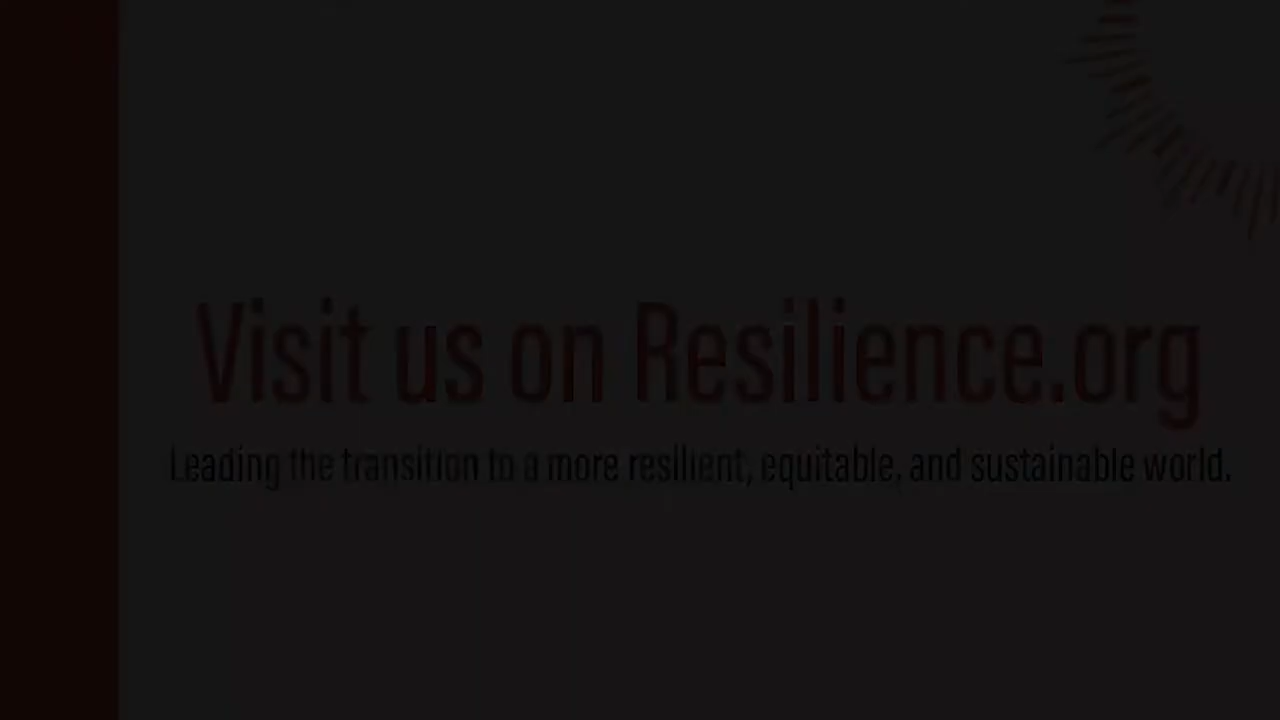 Visit us on Resilience.org
Leading the transition to a more resilient, equitable, and sustainable world.